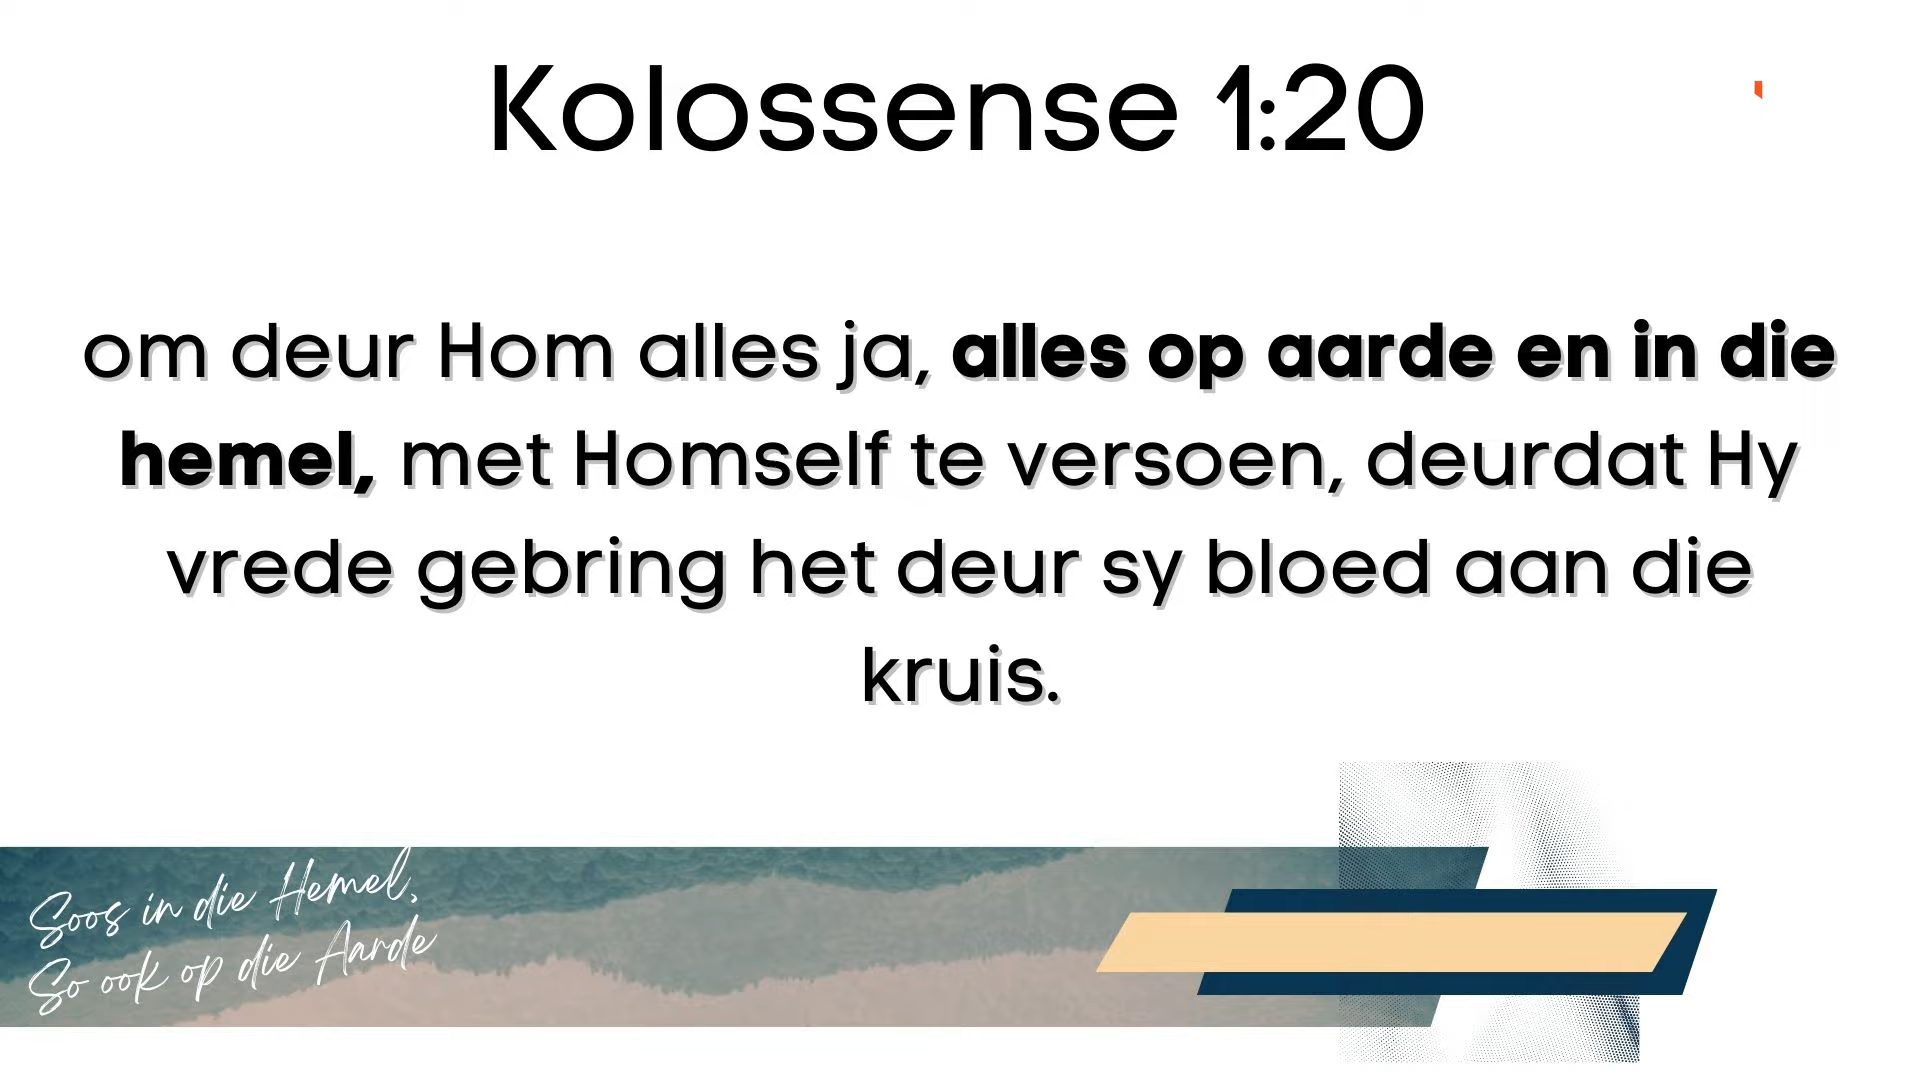 Kolossense 1:20
om deur Hom alles ja, alles op aarde en in die
hemel, met Homself te versoen, deurdat Hy
vrede gebring het deur sy bloed aan die
kruis.
Soos in die Hemel,
So ook op die Aarde